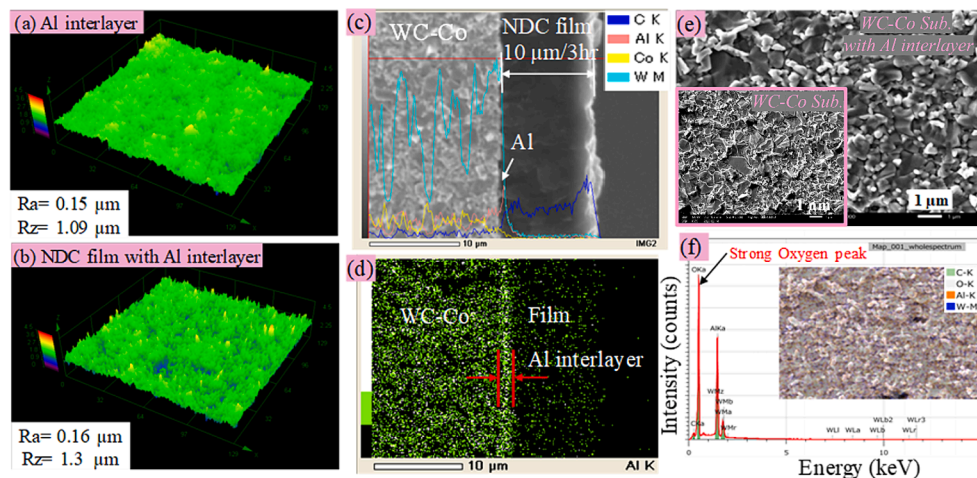 (a) Al interlayer
Ra= 0.15 µm
Rz= 1.09 µm
(b) NDC film with Al interlayer
Ra= 0.16 µm
Rz= 1.3 µm
(c)
WC-Co
NDC film
10 µm/3hr
C K
Al K
Co K
W M
Al
10 µm
IMG2
(d)
WC-Co
Film
Al interlayer
10 µm
Al K
(e)
WC-Co Sub.
with Al interlayer
WC-Co Sub.
1 µm
1 µm
(f)
Map_001_wholespectrum
Strong Oxygen peak
OKa
AlKa
WMz
WMb
WMa
WMr
CKa
WLl
WLa
WLb2
WLb
WLr3
WLr
C-K
O-K
Al-K
W-M
Intensity (counts)
0
5
10
Energy (keV)